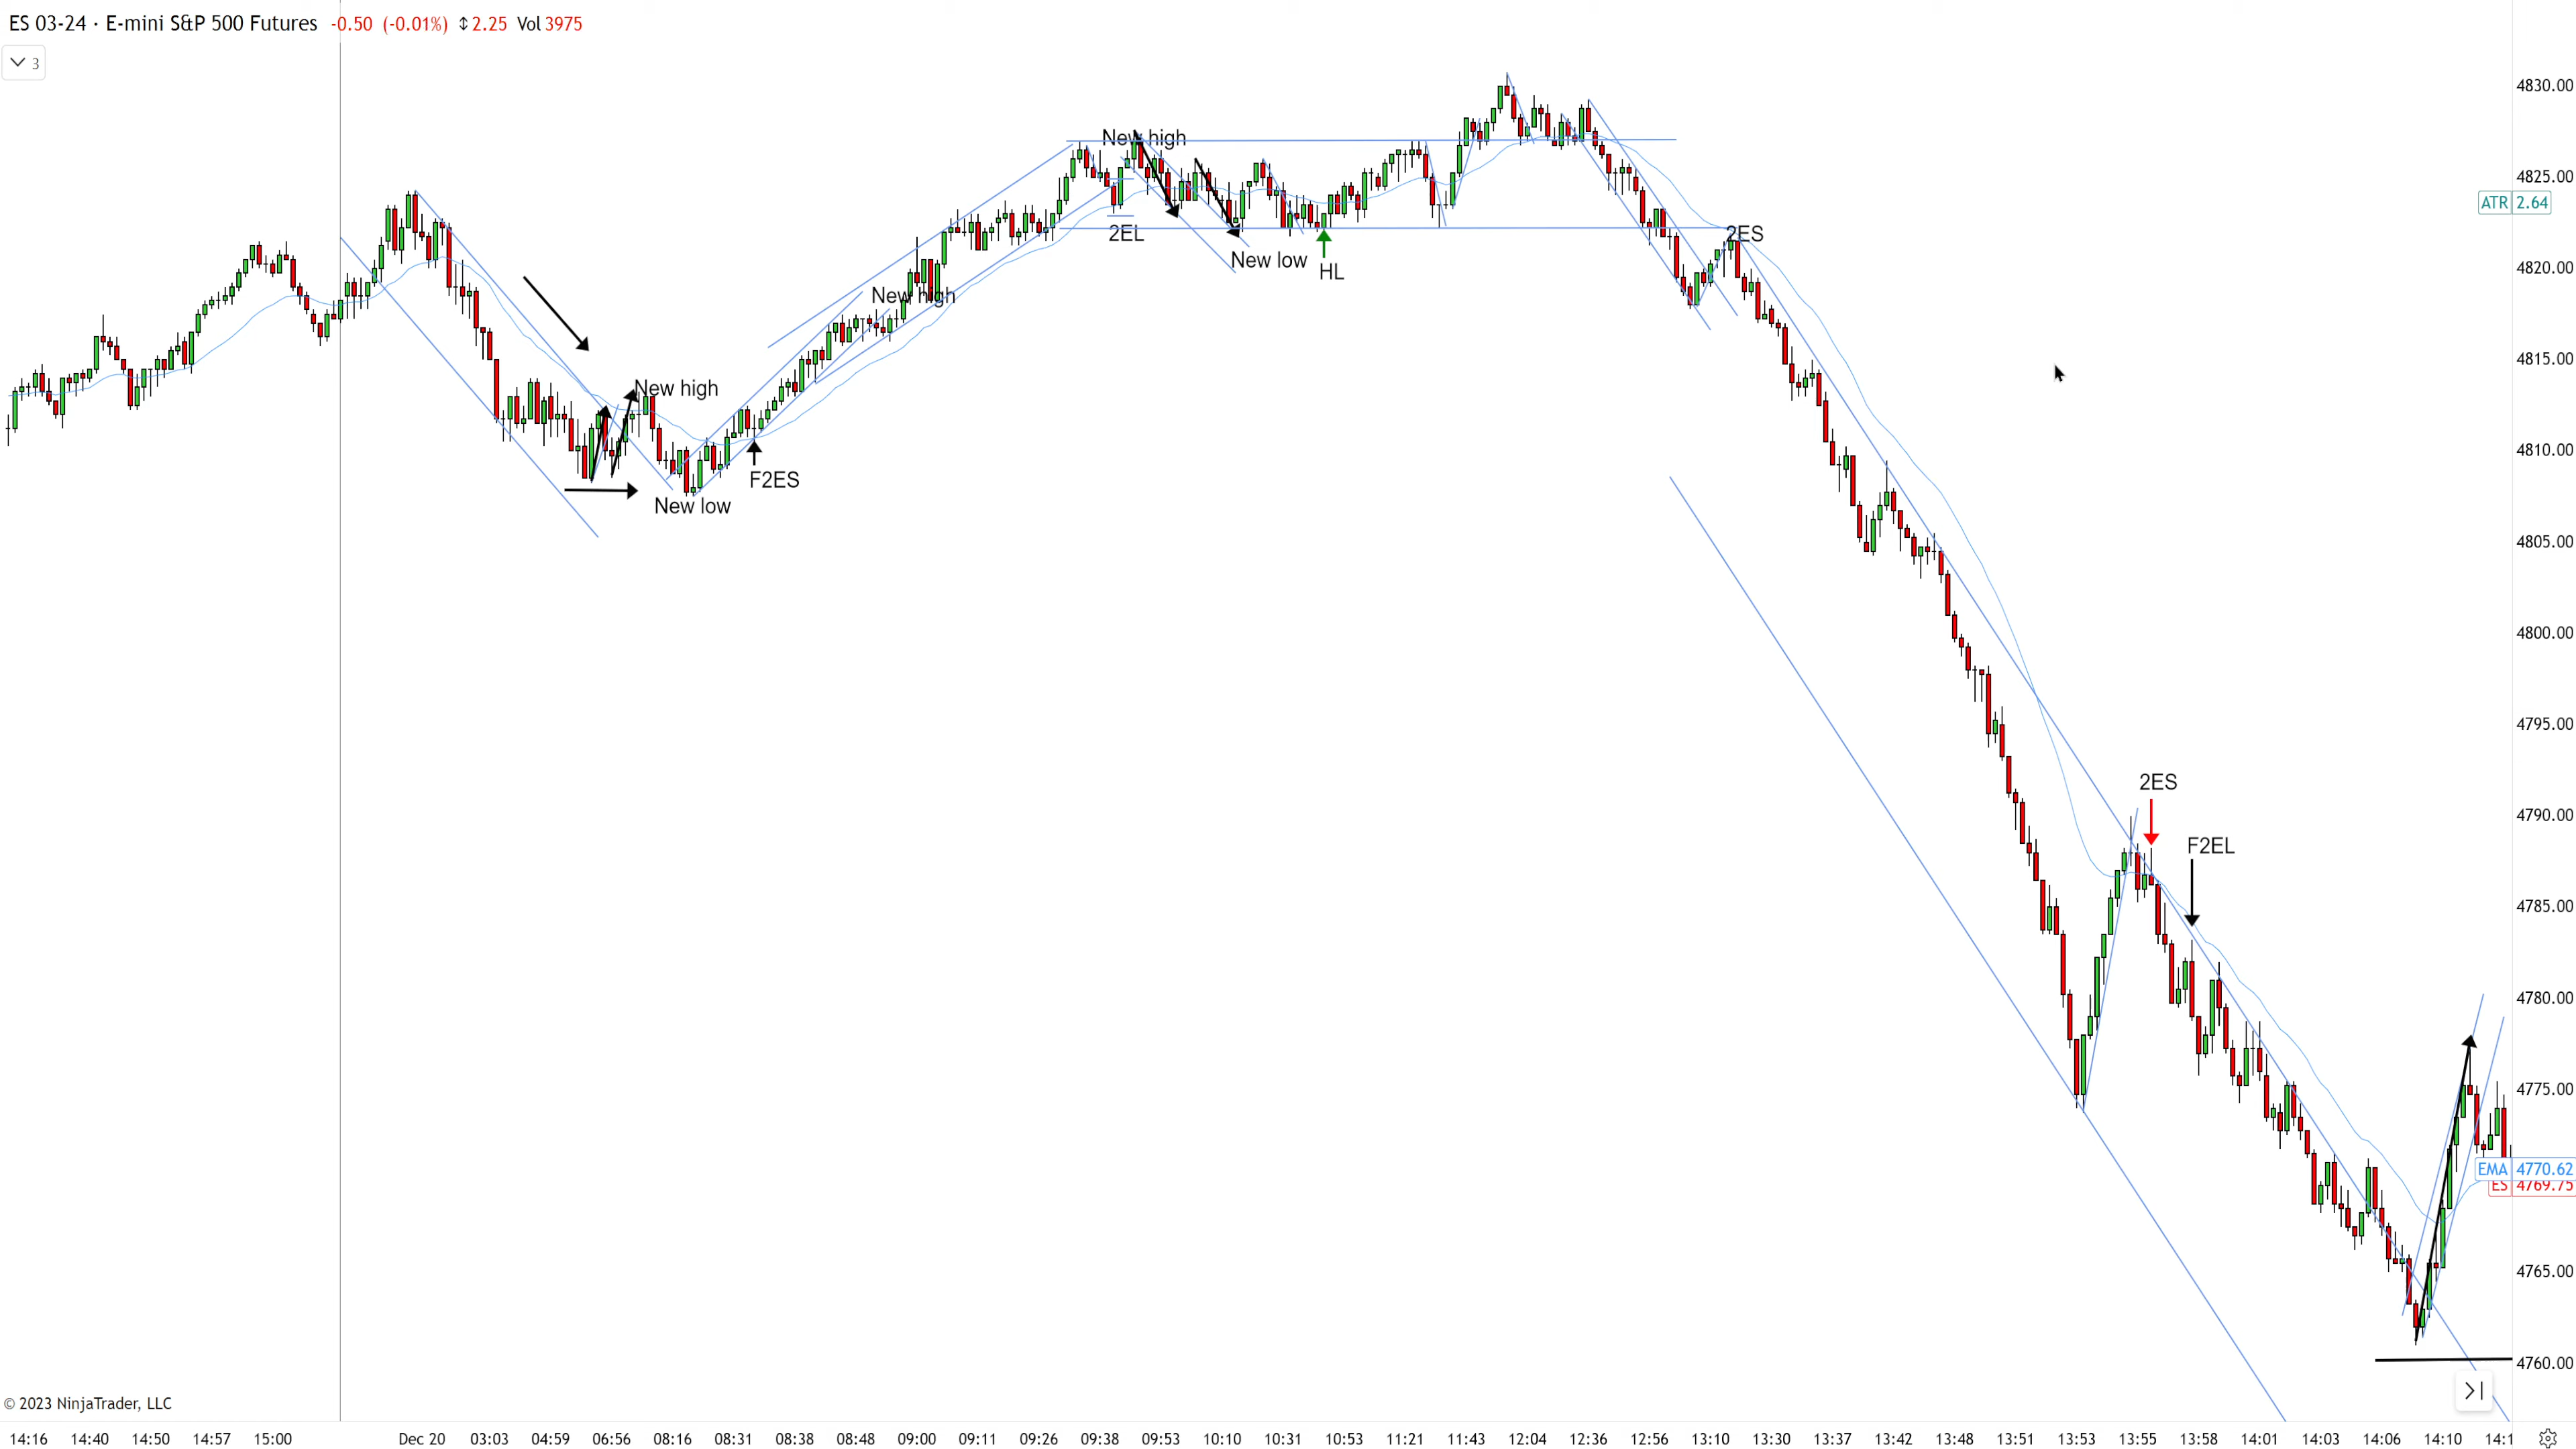 ES 03-24 · E-mini S&P 500 Futures -0.50 (-0.01%) ↕2.25 Vol 3975
3
4830.00
New high
4825.00
ATR 2.64
2EL
2ES
New low
HL
4820.00
New high
4815.00
New high
4810.00
F2ES
New low
4805.00
4800.00
4795.00
2ES
4790.00
F2EL
4785.00
4780.00
4775.00
EMA 4770.62
ES 4769.75
4765.00
4760.00
© 2023 NinjaTrader, LLC
14:16 14:40 14:50 14:57 15:00 Dec 20 03:03 04:59 06:56 08:16 08:31 08:38 08:48 09:00 09:11 09:26 09:38 09:53 10:10 10:31 10:53 11:21 11:43 12:04 12:36 12:56 13:10 13:30 13:37 13:42 13:48 13:51 13:53 13:55 13:58 14:01 14:03 14:06 14:10 14:1